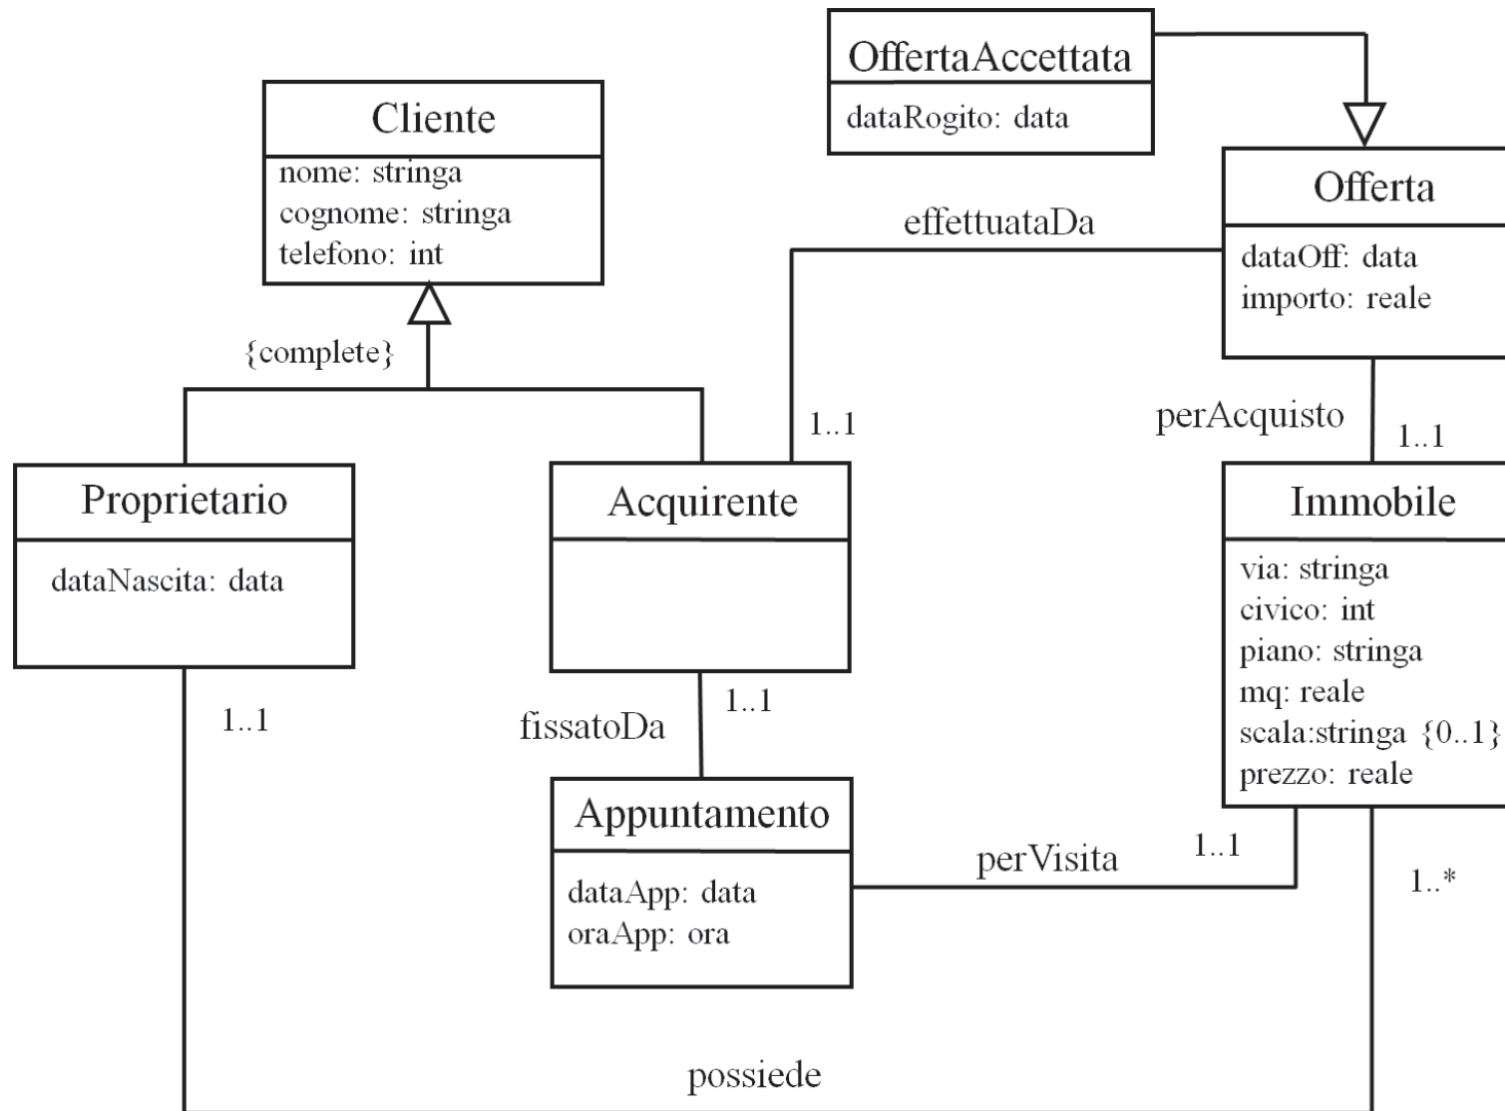 OffertaAccettata
dataRogito: data
Cliente
nome: stringa
cognome: stringa
telefono: int
Offerta
dataOff: data
importo: reale
effettuataDa
{complete}
1..1
perAcquisto
1..1
Proprietario
dataNascita: data
Acquirente
Immobile
via: stringa
civico: int
piano: stringa
mq: reale
scala:stringa {0..1}
prezzo: reale
1..1
1..1
fissatoDa
Appuntamento
dataApp: data
oraApp: ora
perVisita
1..1
1..*
possiede